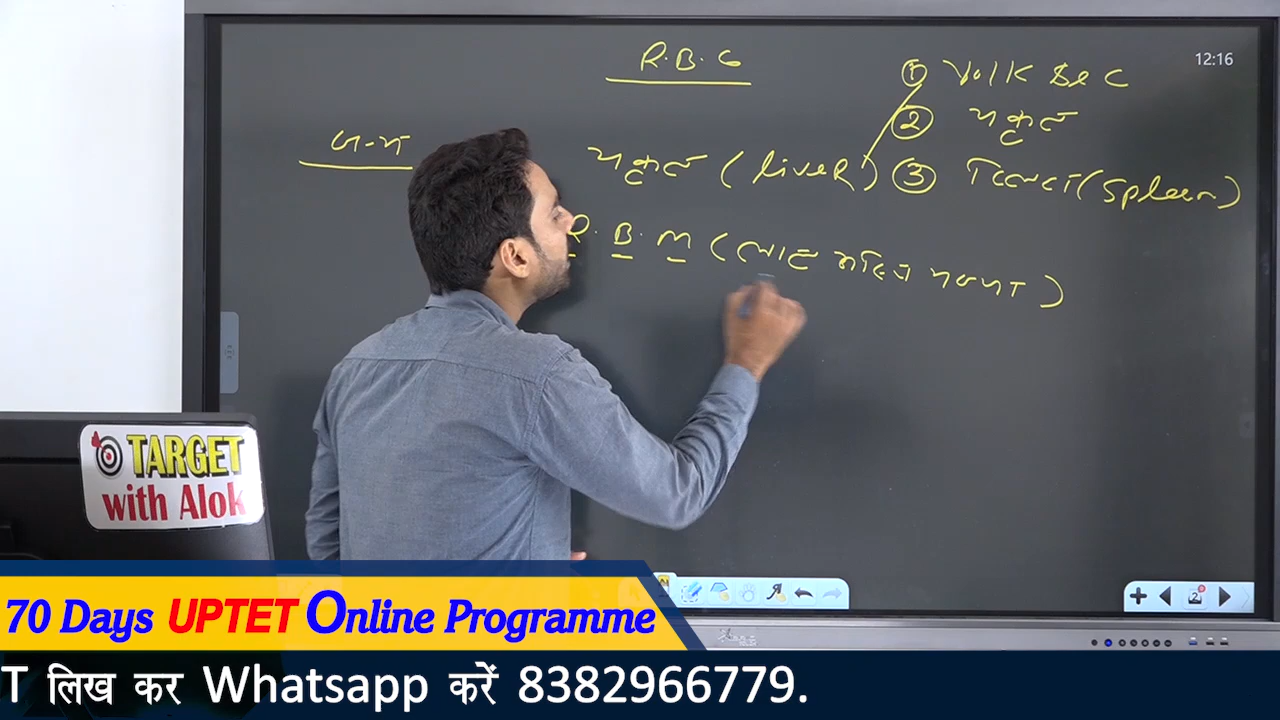 R.B.C
12:16
① Yolk Sac
② यकृत
यकृत (liveR)
③ (Spleen)
R.B.M (लाल मज्जा)
TARGET
with Alok
70 Days UPTET Online Programme
T लिख कर Whatsapp करें 8382966779.